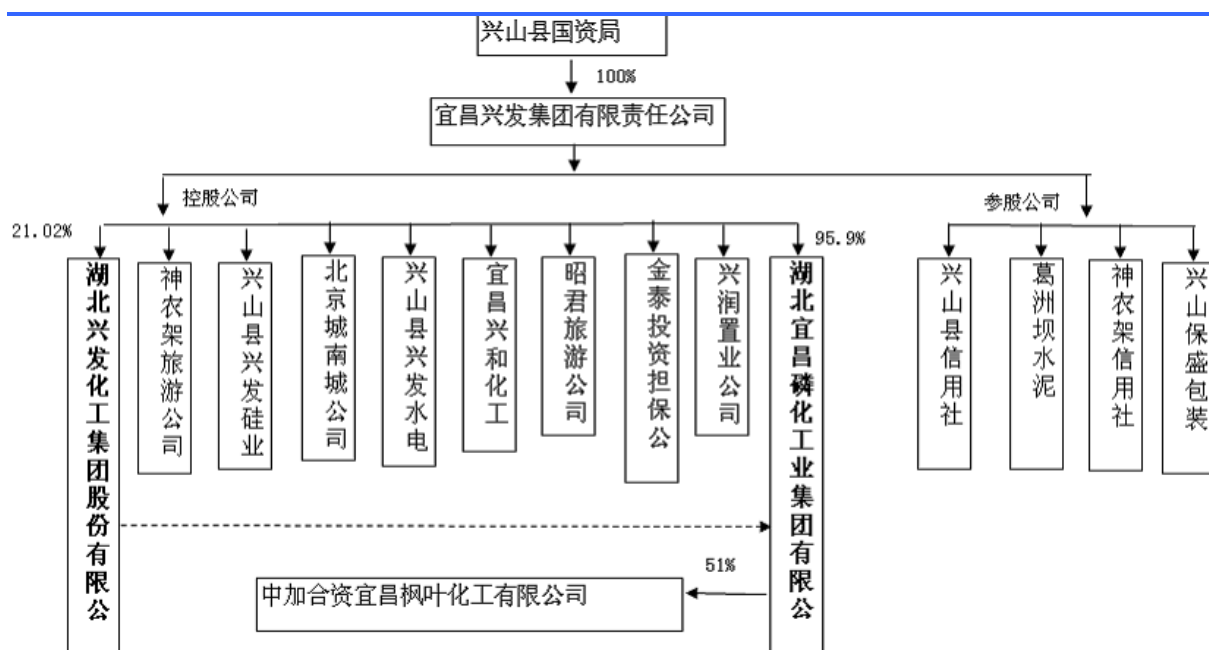 兴山县国资局
100%
宜昌兴发集团有限责任公司
控股公司
参股公司
21.02%
95.9%
湖北兴发化工集团股份有限公
神农架旅游公司
兴山县兴发硅业
北京城南城公司
兴山县兴发水电
宜昌兴和化工
昭君旅游公司
金泰投资担保公
兴润置业公司
湖北宜昌磷化工业集团有限公
兴山县信用社
葛洲坝水泥
神农架信用社
兴山保盛包装
51%
中加合资宜昌枫叶化工有限公司